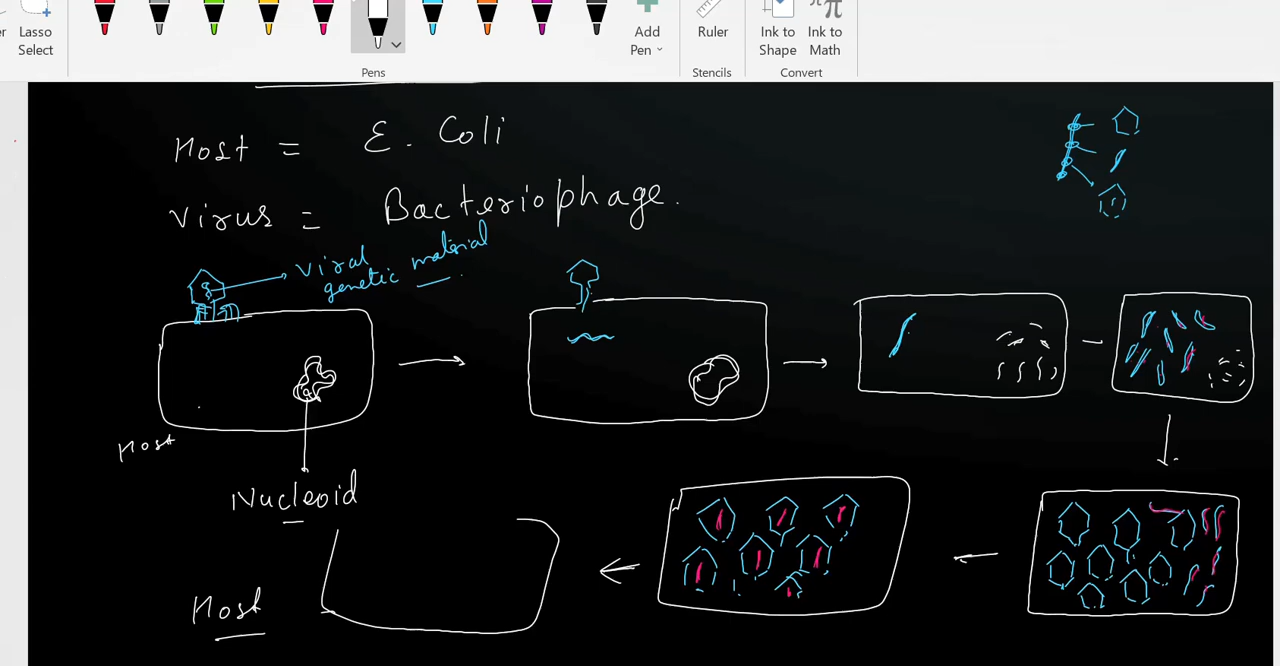 Lasso
Select
Add
Pen
Ruler
Ink to
Shape
Ink to
Math
Pens
Stencils
Convert
Host = E. Coli
Virus = Bacteriophage.
Viral
genetic material
Host
Nucleoid
Host